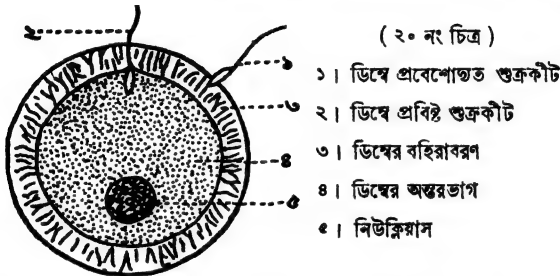 ২
( ২০ নং চিত্র )
১
১। ডিম্বে প্রবেশোদ্যত শুক্রকীট
৩
২। ডিম্বে প্রবিষ্ট শুক্রকীট
৩। ডিম্বের বহিরাবরণ
৪
৪। ডিম্বের অন্তরভাগ
৫
৫। নিউক্লিয়াস